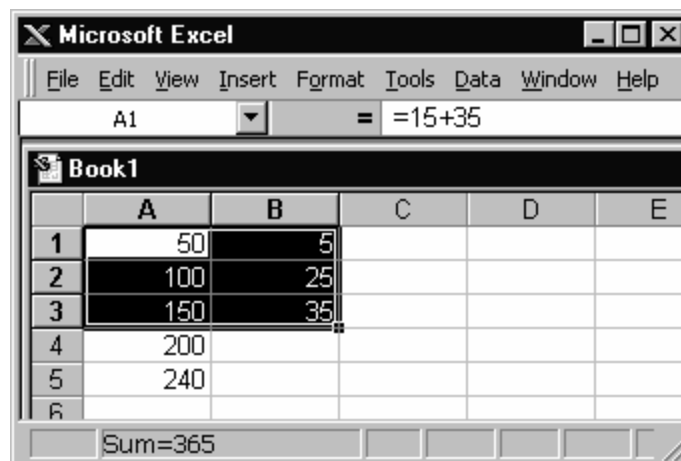 Microsoft Excel
File Edit View Insert Format Tools Data Window Help
A1 = =15+35
Book1
A B C D E
1 50 5
2 100 25
3 150 35
4 200
5 240
6
Sum=365